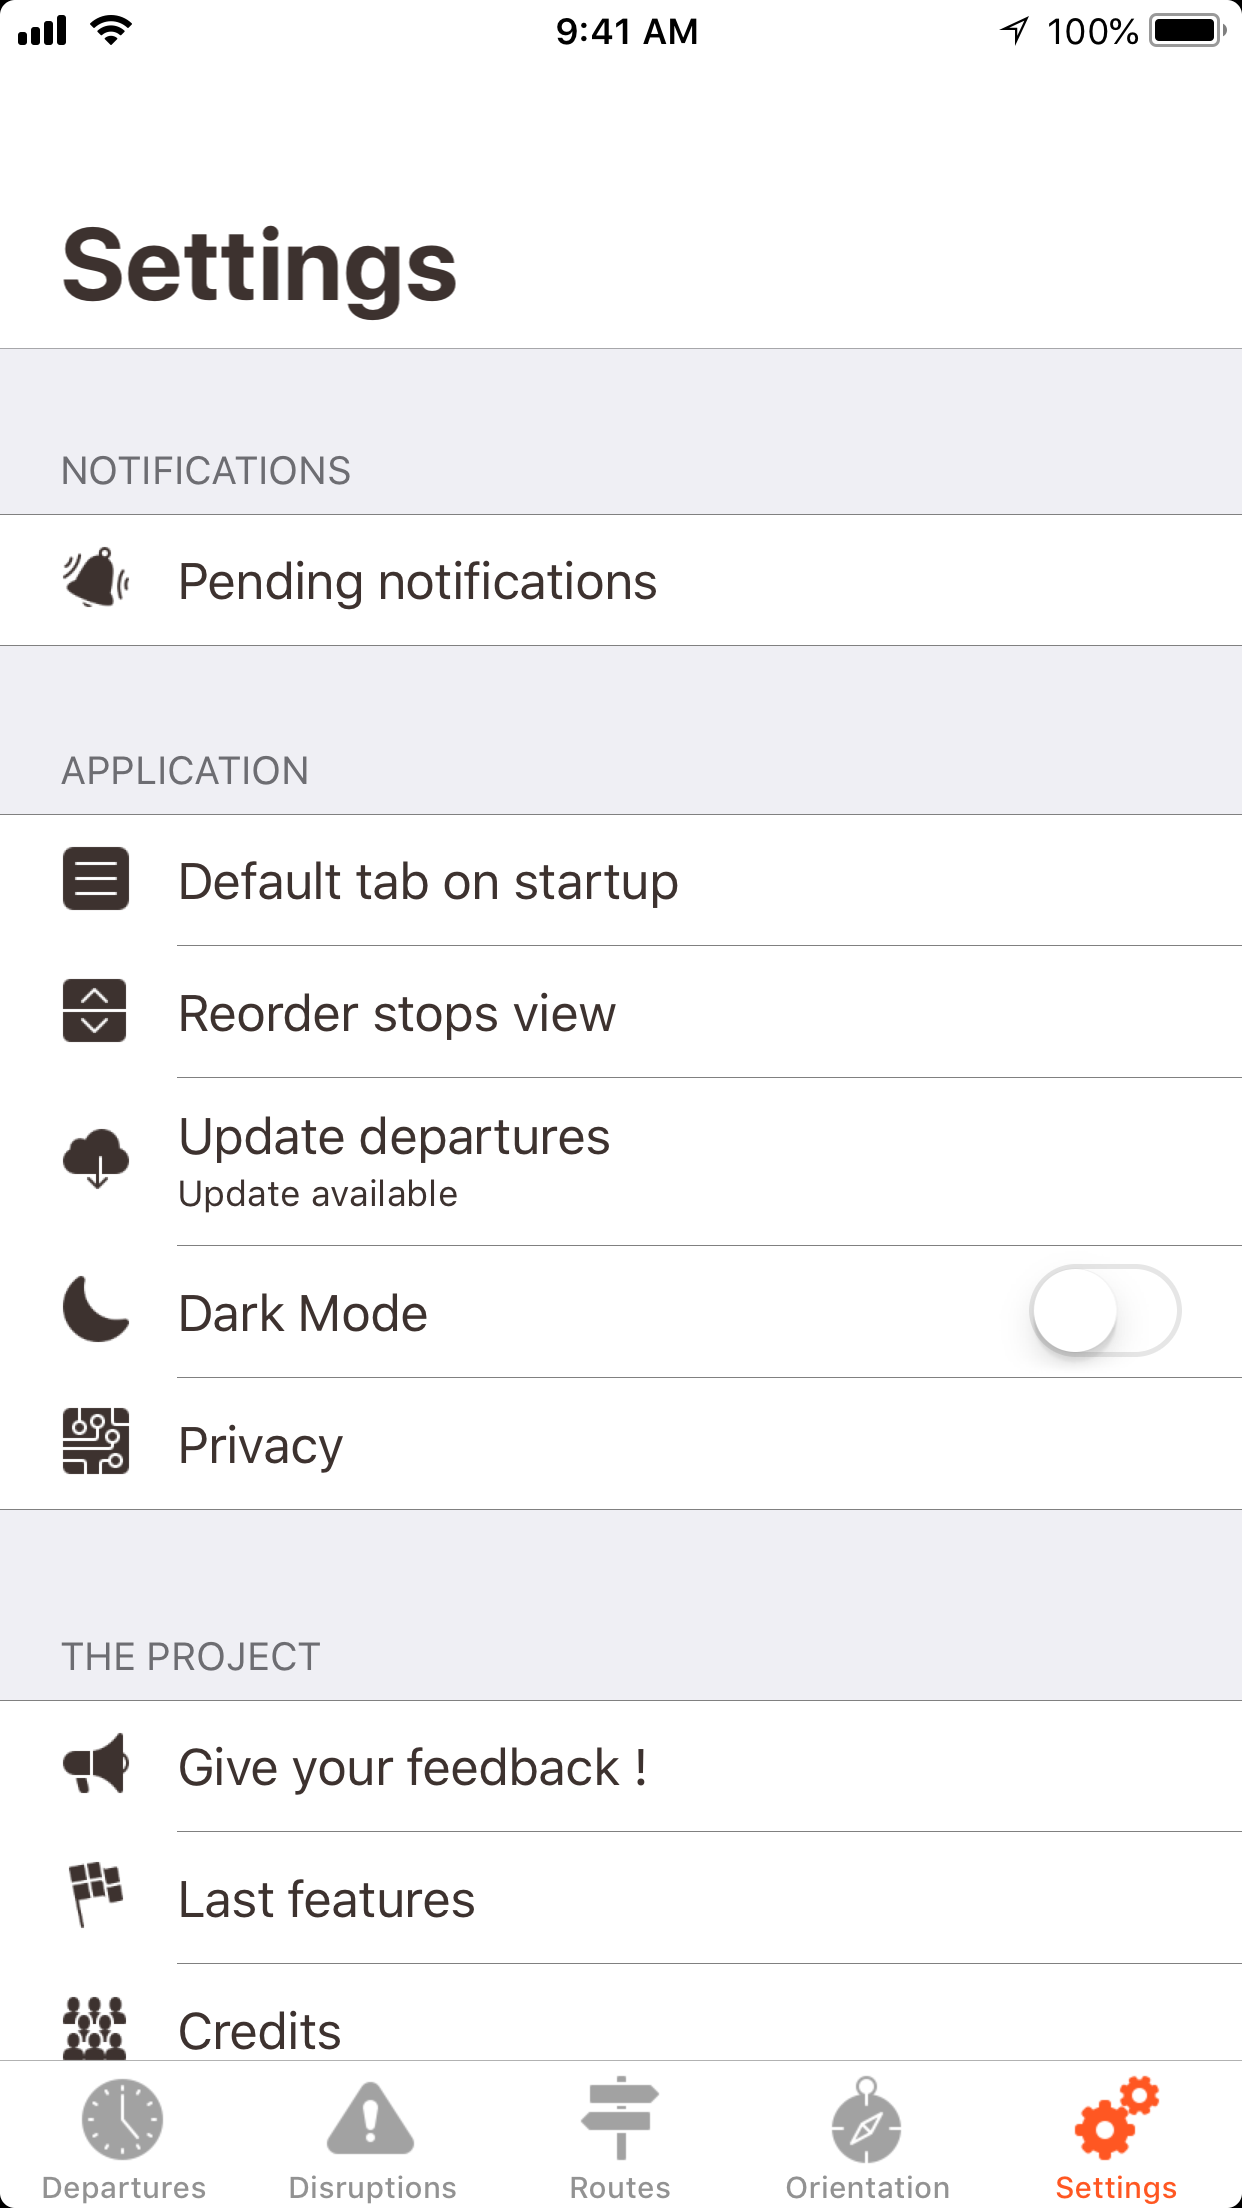 9:41 AM
100%
Settings
NOTIFICATIONS
Pending notifications
APPLICATION
Default tab on startup
Reorder stops view
Update departures
Update available
Dark Mode
Privacy
THE PROJECT
Give your feedback !
Last features
Credits
Departures
Disruptions
Routes
Orientation
Settings